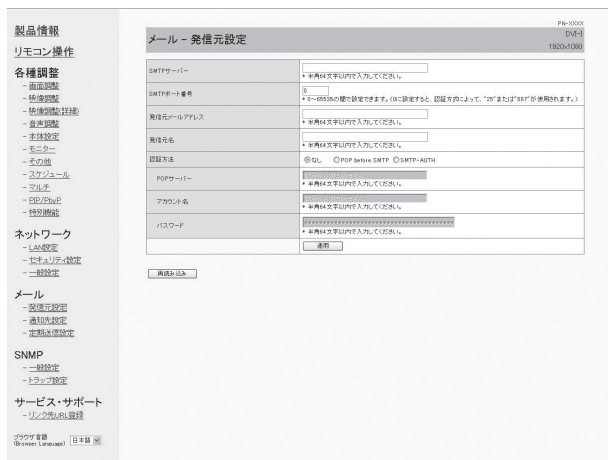 製品情報
リモコン操作
各種調整
- 画面調整
- 映像調整
- 映像調整(詳細)
- 音声調整
- 本体設定
- モニター
- その他
- スケジュール
- マルチ
- PIP/PbyP
- 特別機能
ネットワーク
- LAN設定
- セキュリティ設定
- 一般設定
メール
- 発信元設定
- 通知先設定
- 定期送信設定
SNMP
- 一般設定
- トラップ設定
サービス・サポート
- リンク先URL登録
ブラウザ言語
(Browser Language) 日本語
PN-XXXX
メール - 発信元設定
DVI-I
1920x1080
SMTPサーバー
* 半角64文字以内で入力してください。
SMTPポート番号
0
* 0~65535の間で設定できます。(0に設定すると、認証方式によって、"25"または"587"が使用されます。)
発信元メールアドレス
* 半角64文字以内で入力してください。
発信元名
* 半角64文字以内で入力してください。
認証方法
なし POP before SMTP SMTP-AUTH
POPサーバー
* 半角64文字以内で入力してください。
アカウント名
* 半角64文字以内で入力してください。
パスワード
* 半角64文字以内で入力してください。
適用
再読み込み